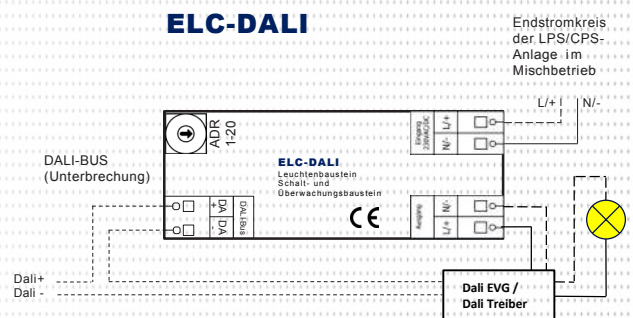 ELC-DALI
Endstromkreis
der LPS/CPS-
Anlage im
Mischbetrieb
L/+ N/-
ADR
1-20
Eingang
230VAC/DC
L/+
N/-
DALI-BUS
(Unterbrechung)
ELC-DALI
Leuchtenbaustein
Schalt- und
Überwachungsbaustein
CE
DA
+
DA
-
DALI-Bus
Ausgang
N/-
L/+
Dali+
Dali -
Dali EVG /
Dali Treiber